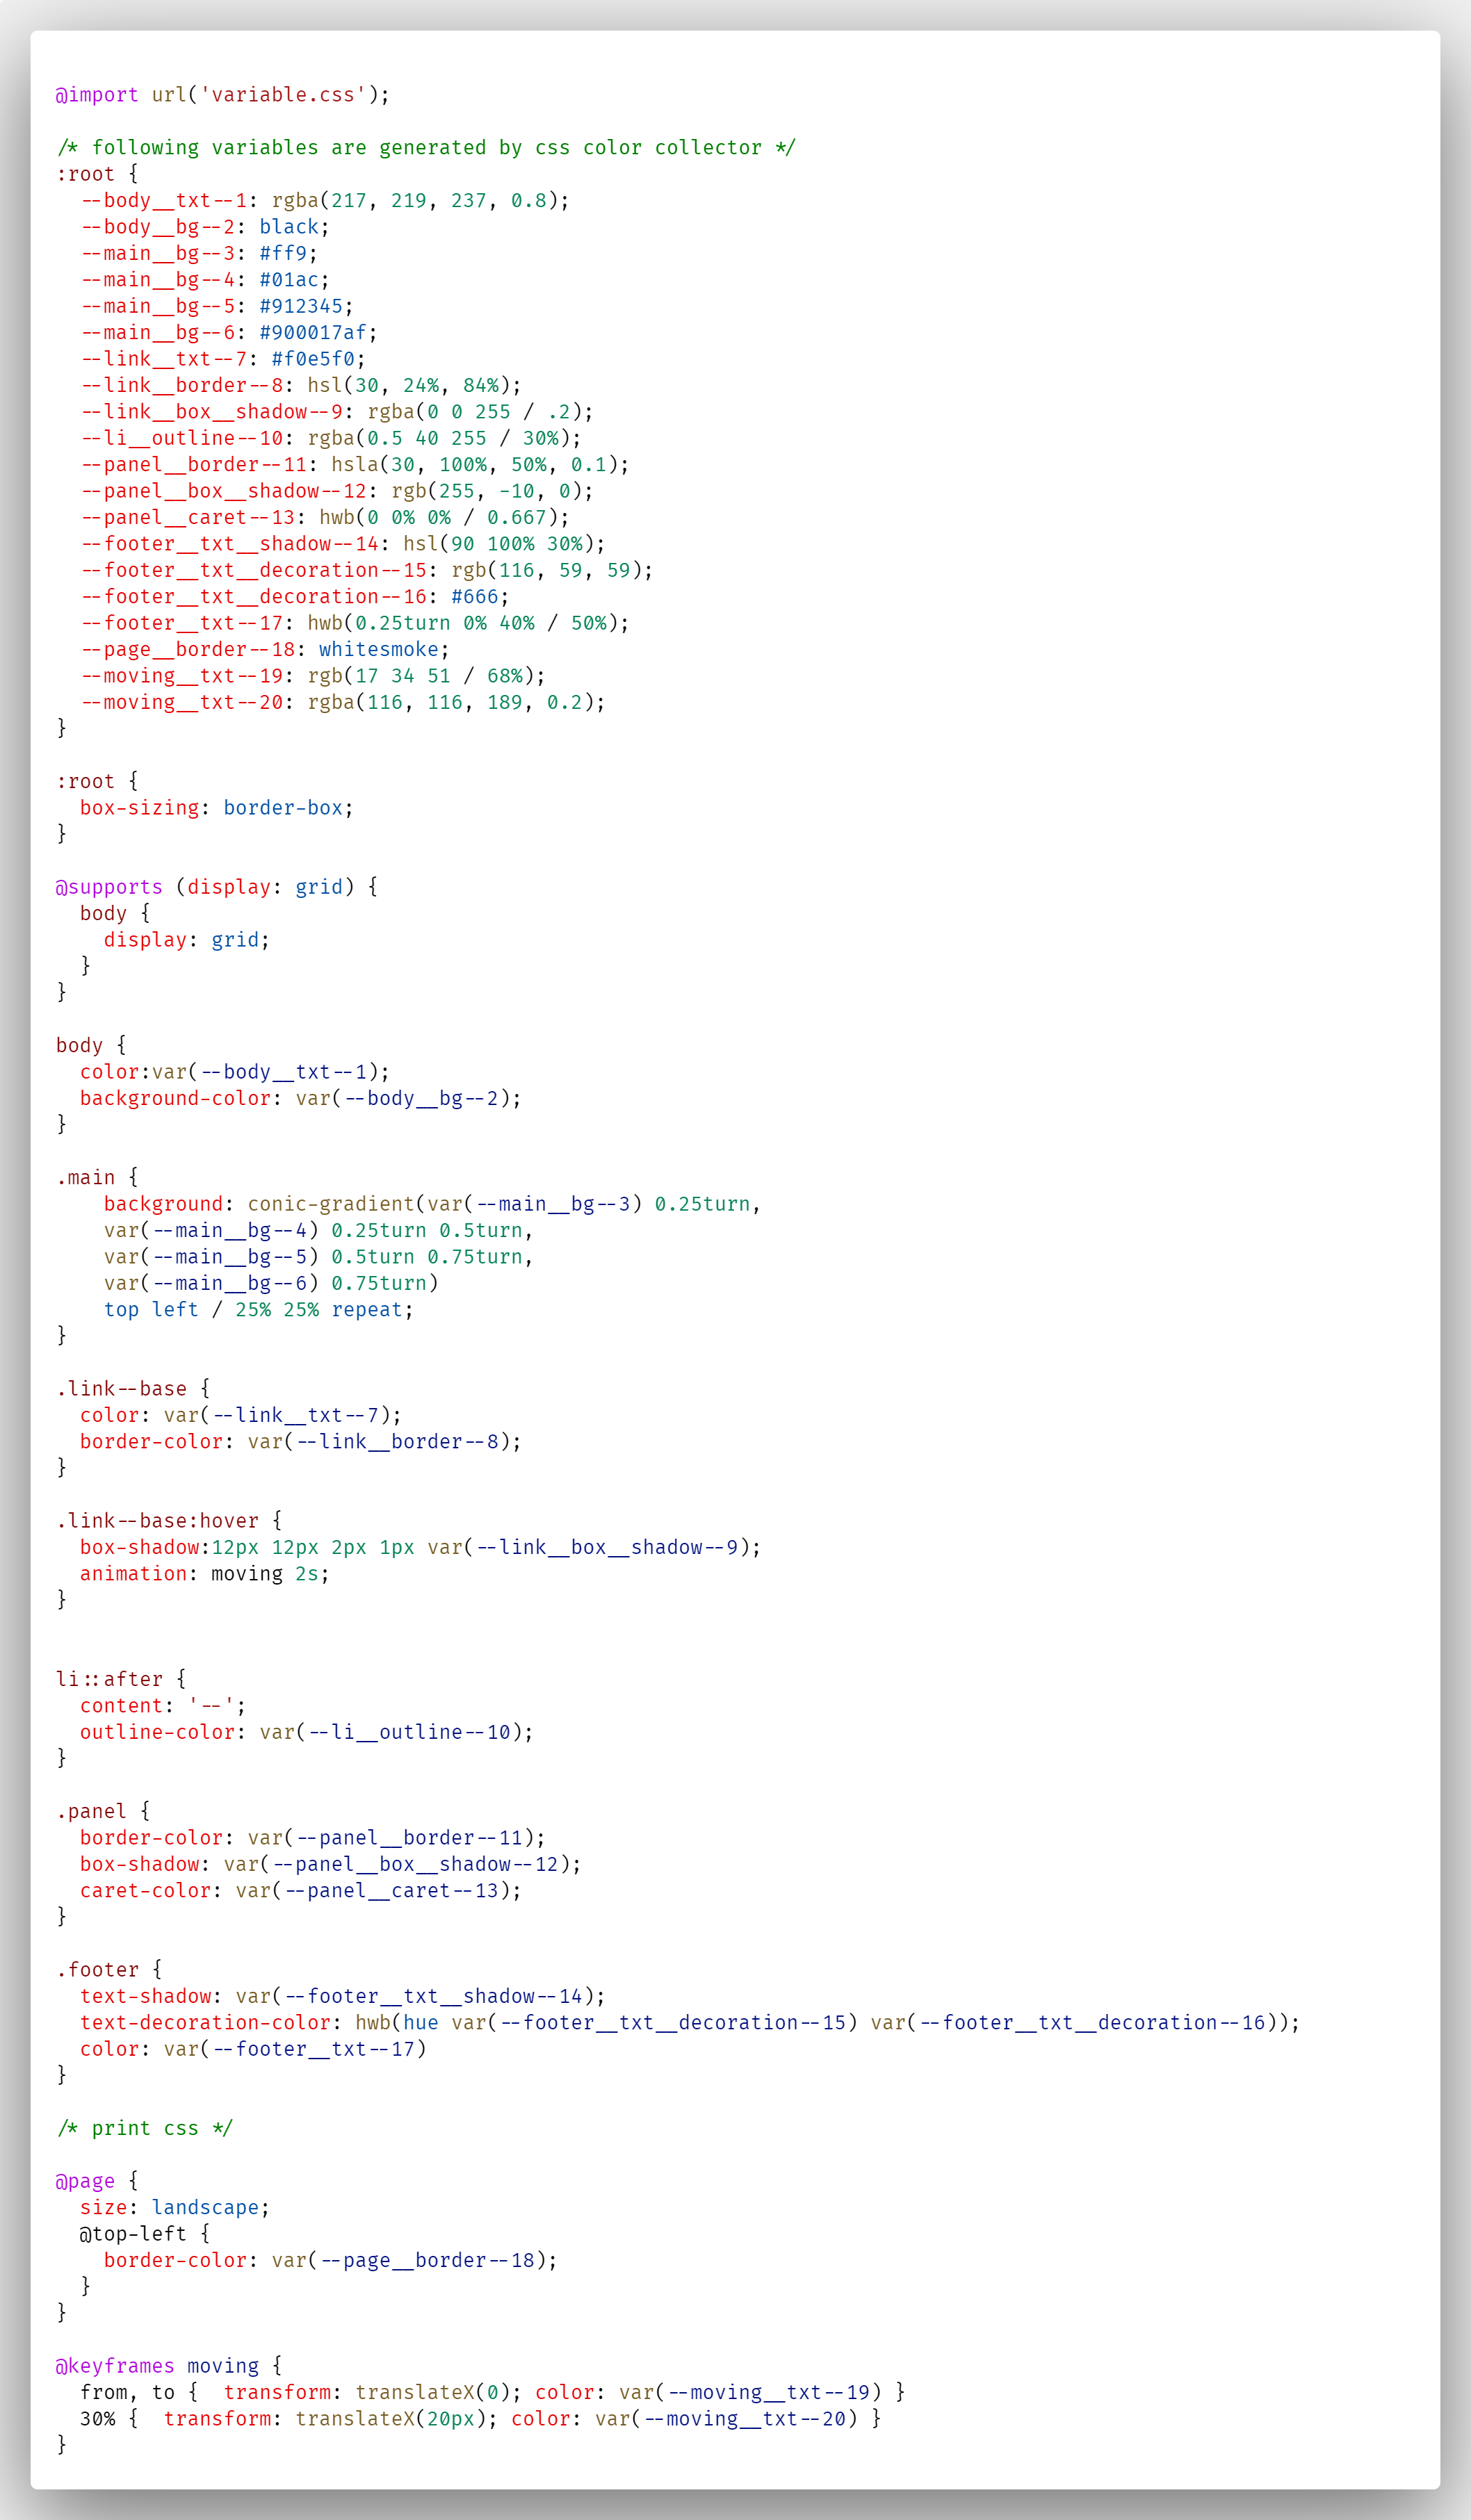 @import url('variable.css');

/* following variables are generated by css color collector */
:root {
  --body__txt--1: rgba(217, 219, 237, 0.8);
  --body__bg--2: black;
  --main__bg--3: #ff9;
  --main__bg--4: #01ac;
  --main__bg--5: #912345;
  --main__bg--6: #900017af;
  --link__txt--7: #f0e5f0;
  --link__border--8: hsl(30, 24%, 84%);
  --link__box__shadow--9: rgba(0 0 255 / .2);
  --li__outline--10: rgba(0.5 40 255 / 30%);
  --panel__border--11: hsla(30, 100%, 50%, 0.1);
  --panel__box__shadow--12: rgb(255, -10, 0);
  --panel__caret--13: hwb(0 0% 0% / 0.667);
  --footer__txt__shadow--14: hsl(90 100% 30%);
  --footer__txt__decoration--15: rgb(116, 59, 59);
  --footer__txt__decoration--16: #666;
  --footer__txt--17: hwb(0.25turn 0% 40% / 50%);
  --page__border--18: whitesmoke;
  --moving__txt--19: rgb(17 34 51 / 68%);
  --moving__txt--20: rgba(116, 116, 189, 0.2);
}

:root {
  box-sizing: border-box;
}

@supports (display: grid) {
  body {
    display: grid;
  }
}

body {
  color:var(--body__txt--1);
  background-color: var(--body__bg--2);
}

.main {
    background: conic-gradient(var(--main__bg--3) 0.25turn,
    var(--main__bg--4) 0.25turn 0.5turn,
    var(--main__bg--5) 0.5turn 0.75turn,
    var(--main__bg--6) 0.75turn)
    top left / 25% 25% repeat;
}

.link--base {
  color: var(--link__txt--7);
  border-color: var(--link__border--8);
}

.link--base:hover {
  box-shadow:12px 12px 2px 1px var(--link__box__shadow--9);
  animation: moving 2s;
}


li::after {
  content: '--';
  outline-color: var(--li__outline--10);
}

.panel {
  border-color: var(--panel__border--11);
  box-shadow: var(--panel__box__shadow--12);
  caret-color: var(--panel__caret--13);
}

.footer {
  text-shadow: var(--footer__txt__shadow--14);
  text-decoration-color: hwb(hue var(--footer__txt__decoration--15) var(--footer__txt__decoration--16));
  color: var(--footer__txt--17)
}

/* print css */

@page {
  size: landscape;
  @top-left {
    border-color: var(--page__border--18);
  }
}

@keyframes moving {
  from, to {  transform: translateX(0); color: var(--moving__txt--19) }
  30% {  transform: translateX(20px); color: var(--moving__txt--20) }
}